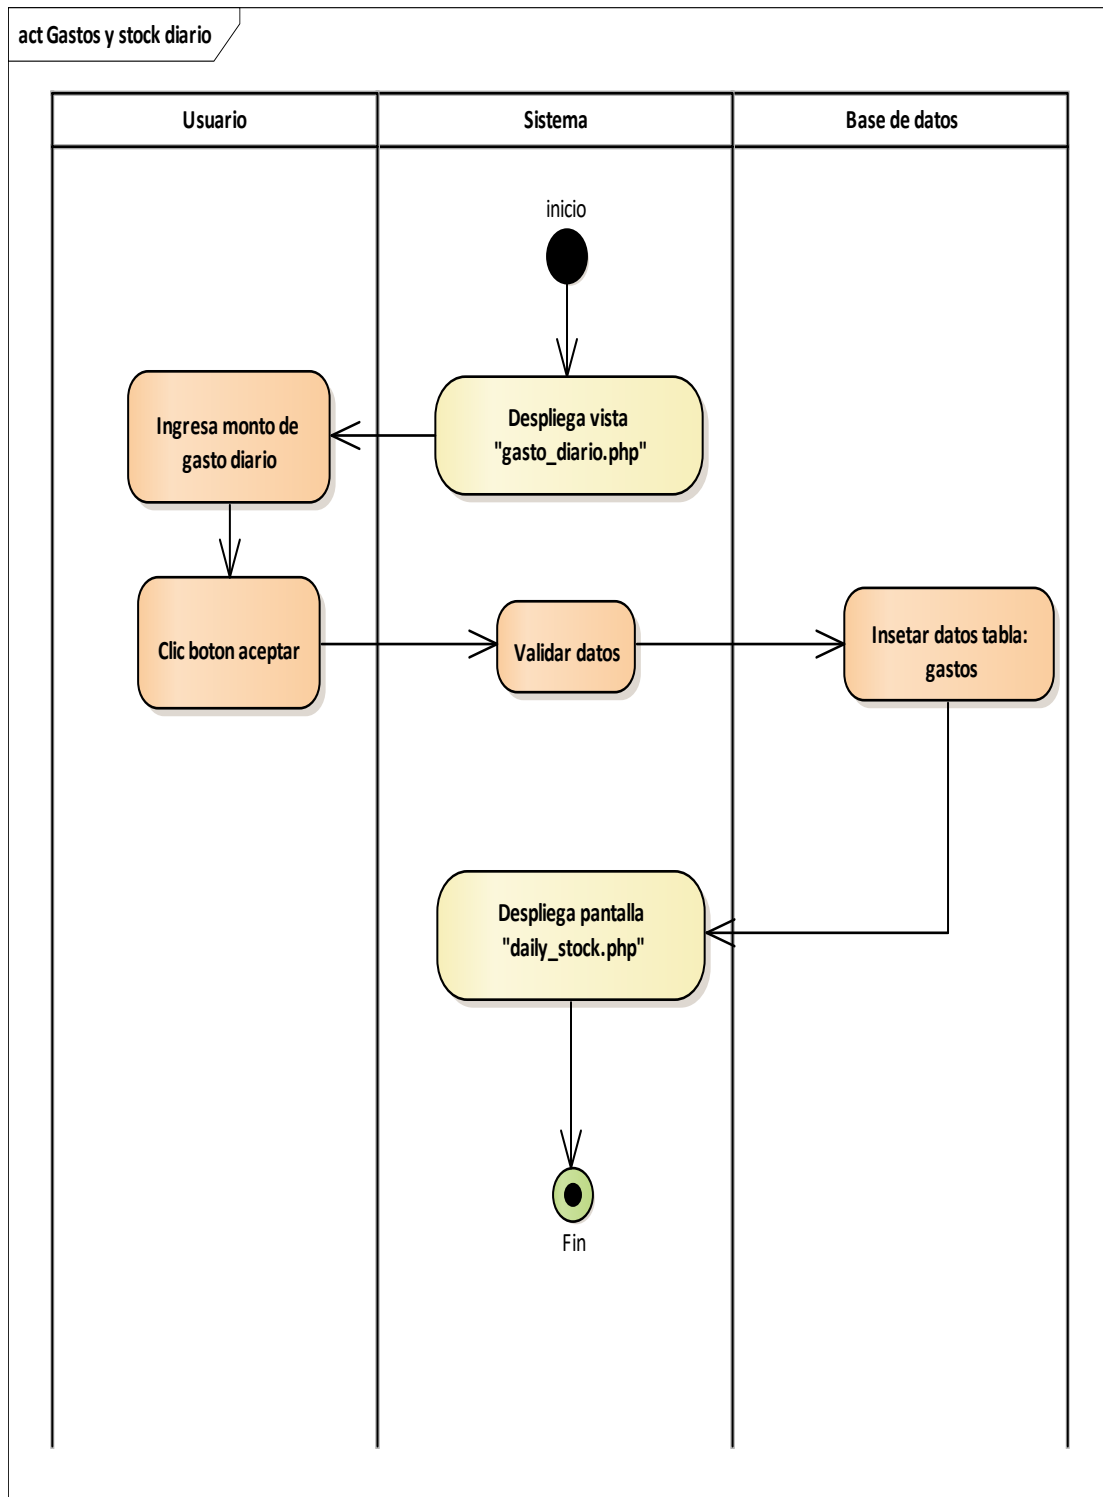 act Gastos y stock diario
Usuario
Sistema
Base de datos
inicio
Despliega vista
"gasto_diario.php"
Ingresa monto de
gasto diario
Clic boton aceptar
Validar datos
Insetar datos tabla:
gastos
Despliega pantalla
"daily_stock.php"
Fin